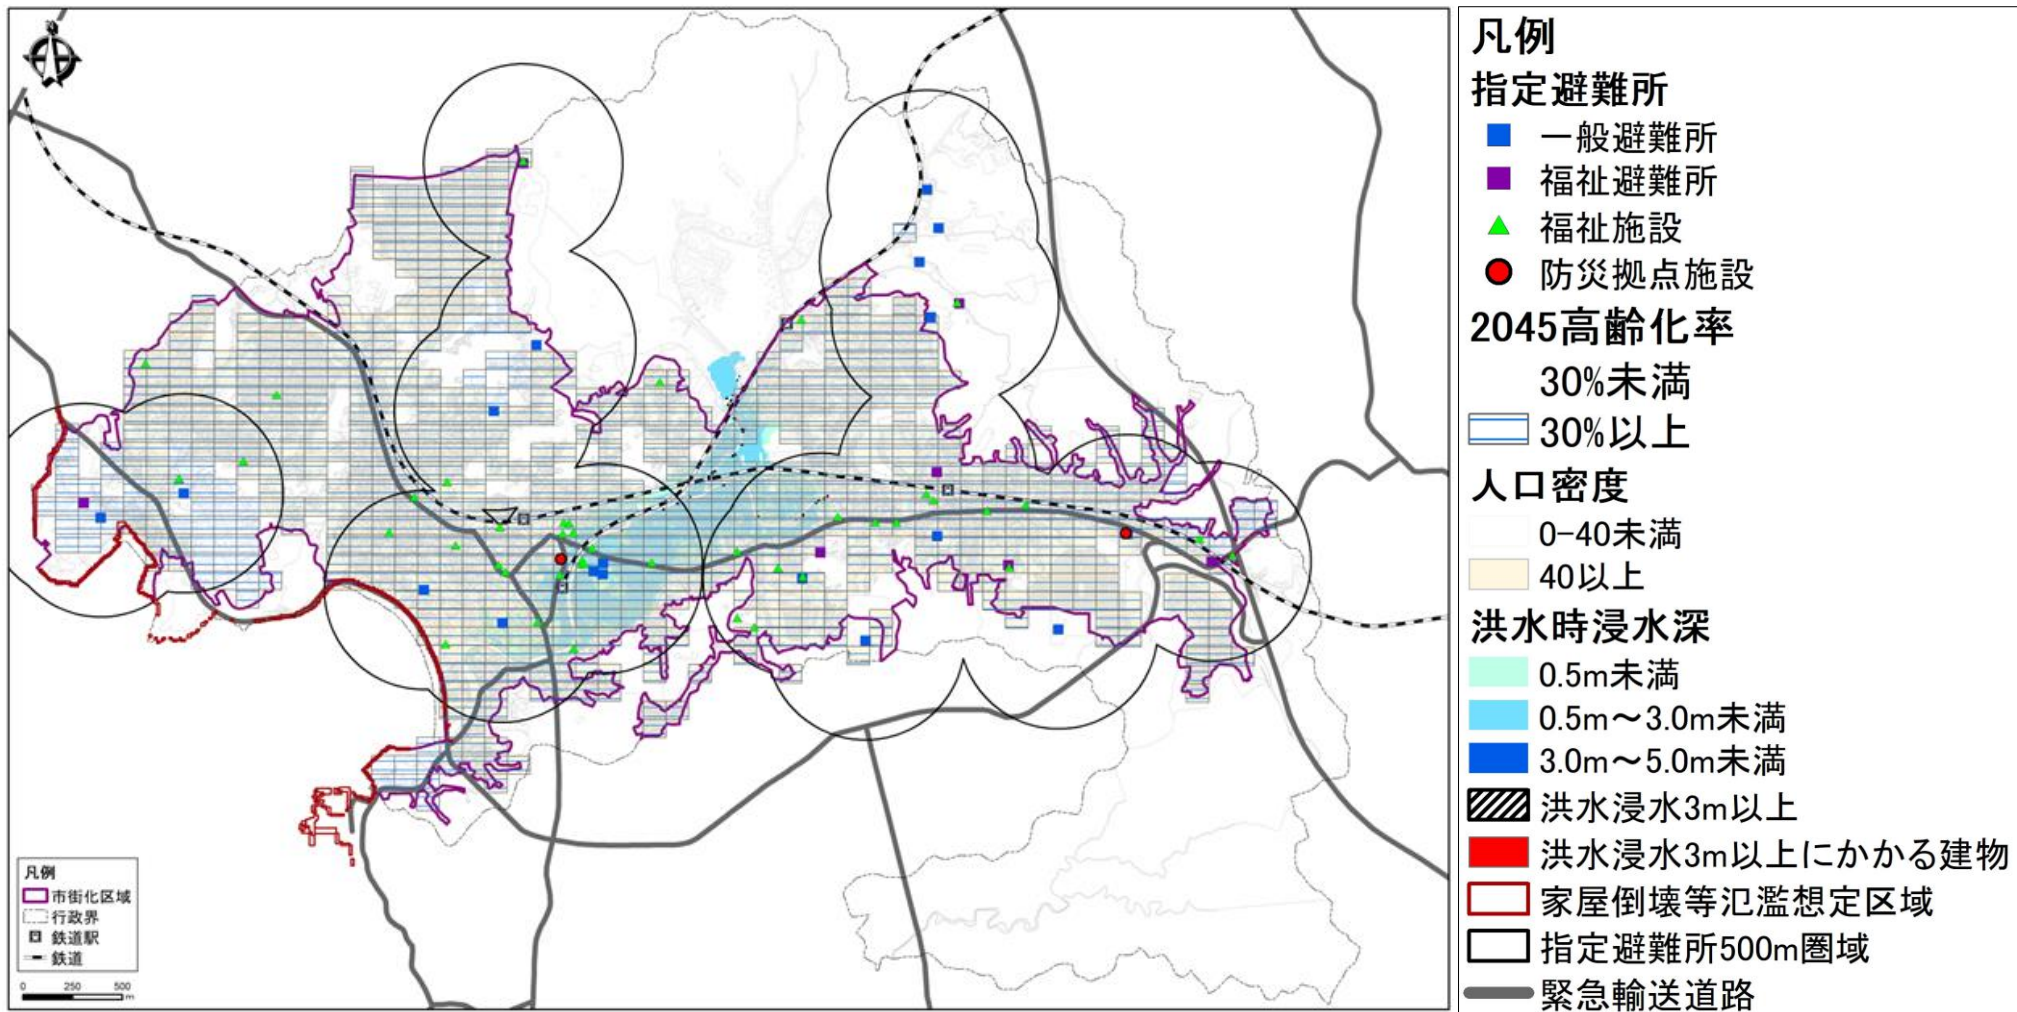 凡例
指定避難所
一般避難所
福祉避難所
福祉施設
防災拠点施設
2045高齢化率
30%未満
30%以上
人口密度
0-40未満
40以上
洪水時浸水深
0.5m未満
0.5m～3.0m未満
3.0m～5.0m未満
洪水浸水3m以上
洪水浸水3m以上にかかる建物
家屋倒壊等氾濫想定区域
指定避難所500m圏域
緊急輸送道路
凡例
市街化区域
行政界
鉄道駅
鉄道
0 250 500
m